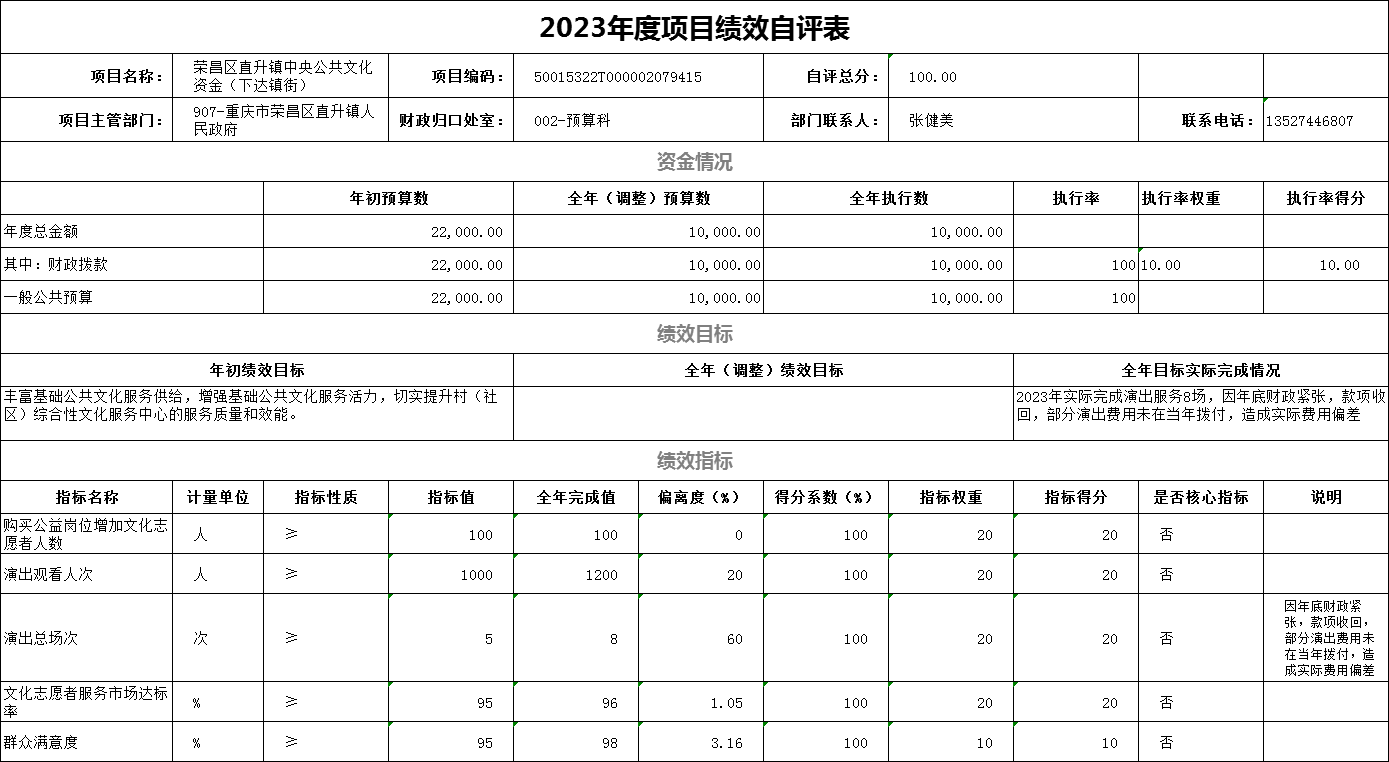 2023年度项目绩效自评表
项目名称： 荣昌区直升镇中央公共文化资金（下达镇街） 项目编码： 50015322T000002079415 自评总分： 100.00
项目主管部门： 907-重庆市荣昌区直升镇人民政府 财政归口处室： 002-预算科 部门联系人： 张健美 联系电话： 13527446807
资金情况
年初预算数 全年（调整）预算数 全年执行数 执行率 执行率权重 执行率得分
年度总金额 22,000.00 10,000.00 10,000.00
其中：财政拨款 22,000.00 10,000.00 10,000.00 100 10.00 10.00
一般公共预算 22,000.00 10,000.00 10,000.00 100
绩效目标
年初绩效目标 全年（调整）绩效目标 全年目标实际完成情况
丰富基础公共文化服务供给，增强基础公共文化服务活力，切实提升村（社
区）综合性文化服务中心的服务质量和效能。
2023年实际完成演出服务8场，因年底财政紧张，款项收
回，部分演出费用未在当年拨付，造成实际费用偏差
绩效指标
指标名称 计量单位 指标性质 指标值 全年完成值 偏离度（%） 得分系数（%） 指标权重 指标得分 是否核心指标 说明
购买公益岗位增加文化志愿者人数 人 ≥ 100 100 0 100 20 20 否
演出观看人次 人 ≥ 1000 1200 20 100 20 20 否
演出总场次 次 ≥ 5 8 60 100 20 20 否 因年底财政紧张，款项收回，部分演出费用未在当年拨付，造成实际费用偏差
文化志愿者服务市场达标率 % ≥ 95 96 1.05 100 20 20 否
群众满意度 % ≥ 95 98 3.16 100 10 10 否